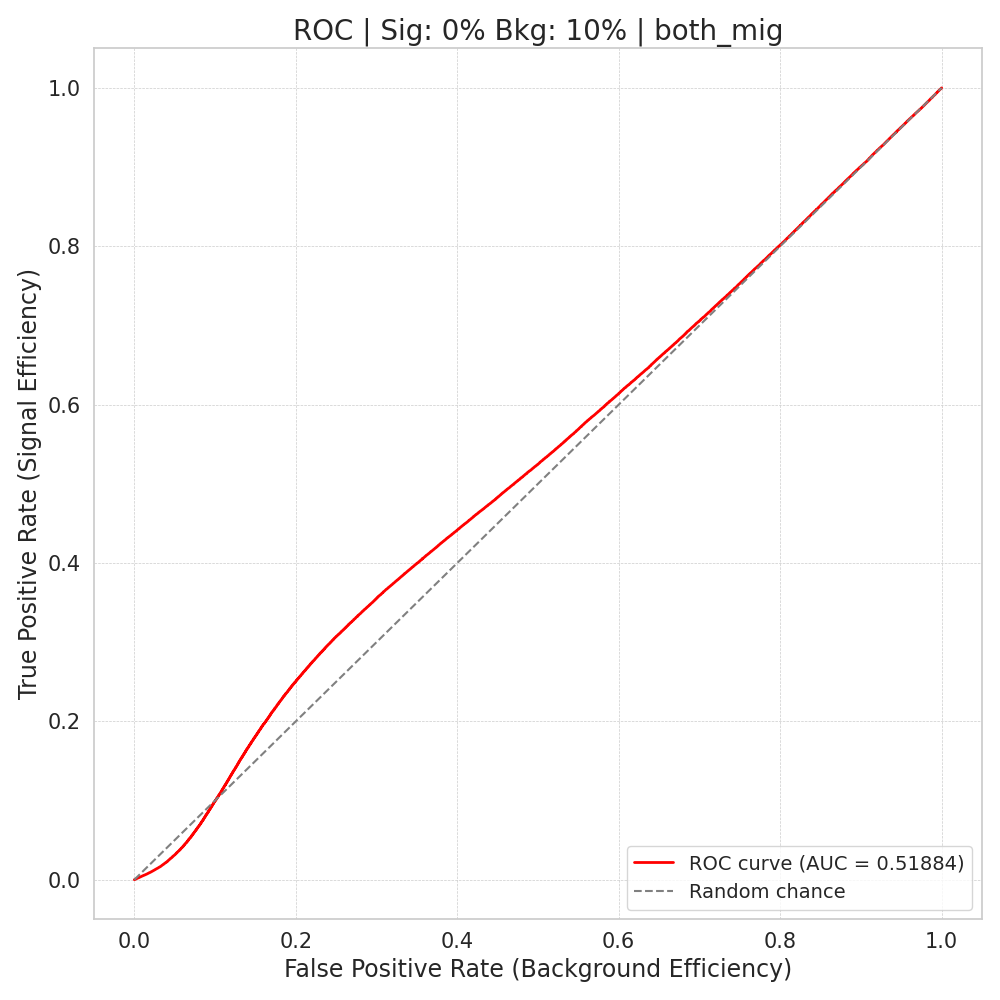 ROC | Sig: 0% Bkg: 10% | both_mig
True Positive Rate (Signal Efficiency)
1.0
0.8
0.6
0.4
0.2
0.0
0.0 0.2 0.4 0.6 0.8 1.0
False Positive Rate (Background Efficiency)
ROC curve (AUC = 0.51884)
Random chance